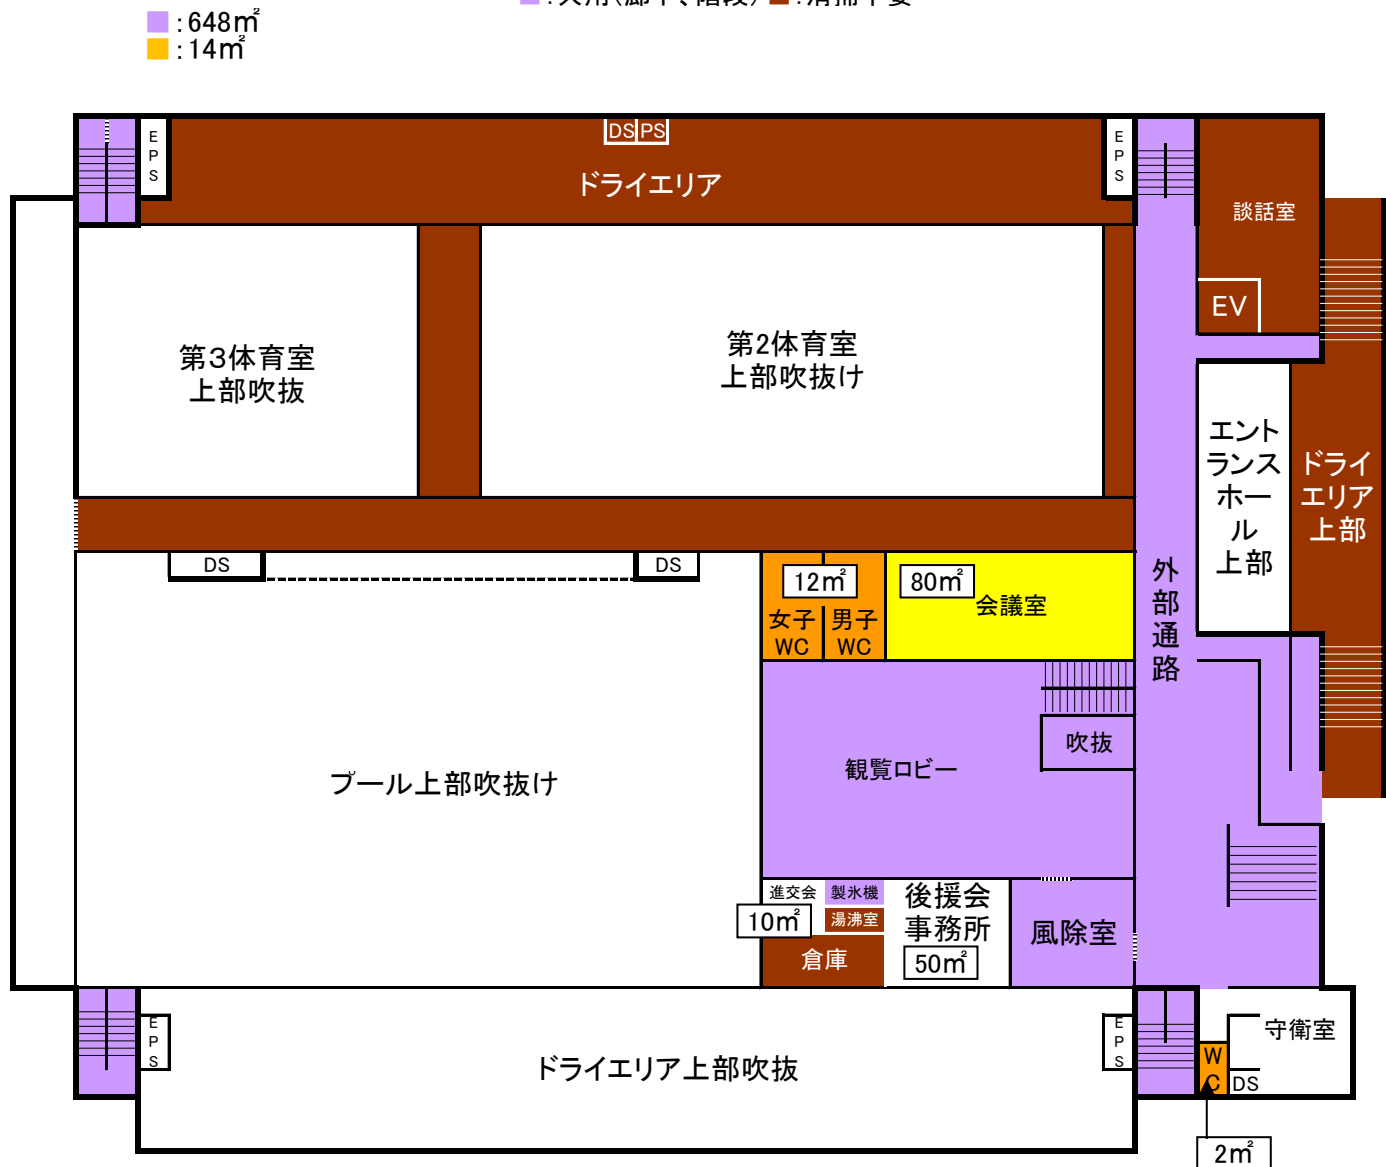 :648㎡
:14㎡
EPS
DS PS
EPS
ドライエリア
談話室
EV
第3体育室
上部吹抜
第2体育室
上部吹抜け
エント
ランス
ホー
ル
上部
ドライ
エリア
上部
DS
DS
12㎡
80㎡
女子
WC
男子
WC
会議室
外部通路
吹抜
観覧ロビー
プール上部吹抜け
進交会
製氷機
10㎡
湯沸室
倉庫
後援会
事務所
50㎡
風除室
EPS
EPS
ドライエリア上部吹抜
守衛室
WC
DS
2㎡